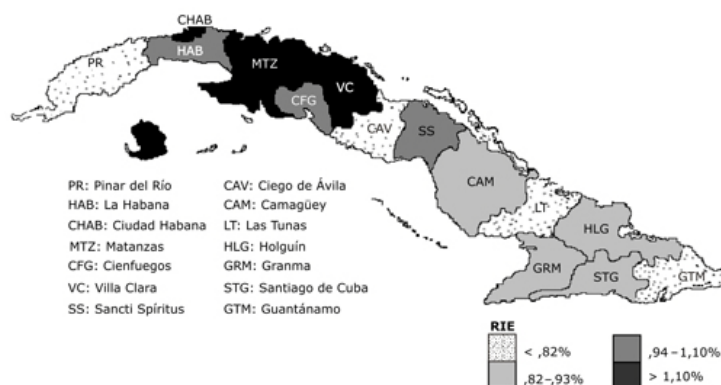 CHAB
PR
HAB
MTZ
VC
CFG
CAV
SS
CAM
LT
HLG
GRM
STG
GTM
PR: Pinar del Río
HAB: La Habana
CHAB: Ciudad Habana
MTZ: Matanzas
CFG: Cienfuegos
VC: Villa Clara
SS: Sancti Spíritus
CAV: Ciego de Ávila
CAM: Camagüey
LT: Las Tunas
HLG: Holguín
GRM: Granma
STG: Santiago de Cuba
GTM: Guantánamo
RIE
< ,82%
,82–,93%
,94–1,10%
> 1,10%